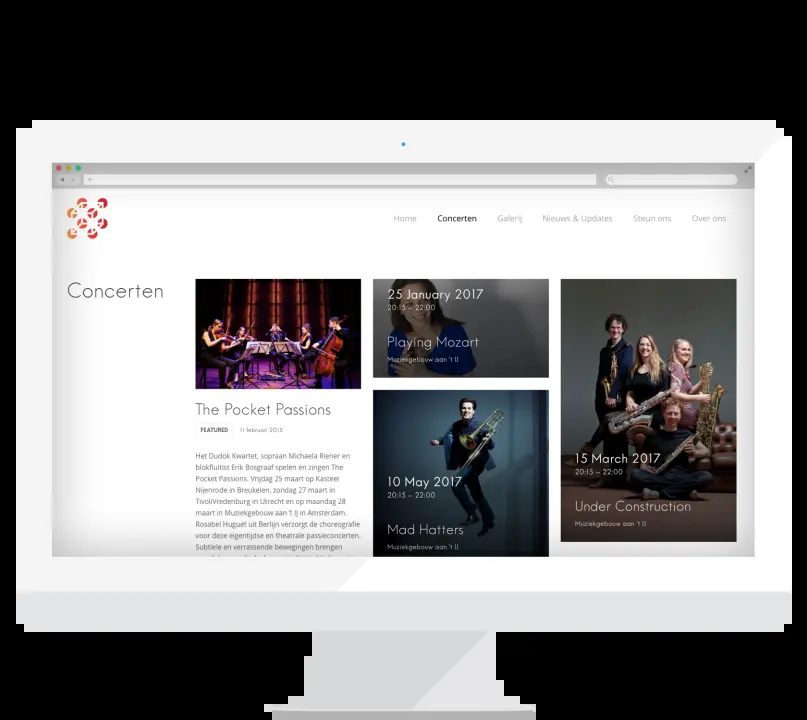 Home Concerten Galerij Nieuws & Updates Steun ons Over ons
Concerten
The Pocket Passions
FEATURED 11 februari 2015
Het Dudok Kwartet, sopraan Michaela Riener en
blokfluitist Erik Bosgraaf spelen en zingen The
Pocket Passions. Vrijdag 25 maart op Kasteel
Nijenrode in Breukelen, zondag 27 maart in
TivoliVredenburg in Utrecht en op maandag 28
maart in Muziekgebouw aan 't IJ in Amsterdam.
Rosabel Huguet uit Berlijn verzorgt de choreografie
voor deze eigentijdse en theatrale passieconcerten.
Subtiele en verrassende bewegingen brengen
25 January 2017
20:15 – 22:00
Playing Mozart
Muziekgebouw aan 't IJ
10 May 2017
20:15 – 22:00
Mad Hatters
Muziekgebouw aan 't IJ
15 March 2017
20:15 – 22:00
Under Construction
Muziekgebouw aan 't IJ